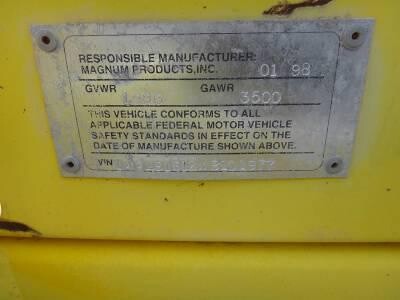 RESPONSIBLE MANUFACTURER:
MAGNUM PRODUCTS, INC. 01 98
GVWR GAWR
3500
THIS VEHICLE CONFORMS TO ALL
APPLICABLE FEDERAL MOTOR VEHICLE
SAFETY STANDARDS IN EFFECT ON THE
DATE OF MANUFACTURE SHOWN ABOVE.
VIN